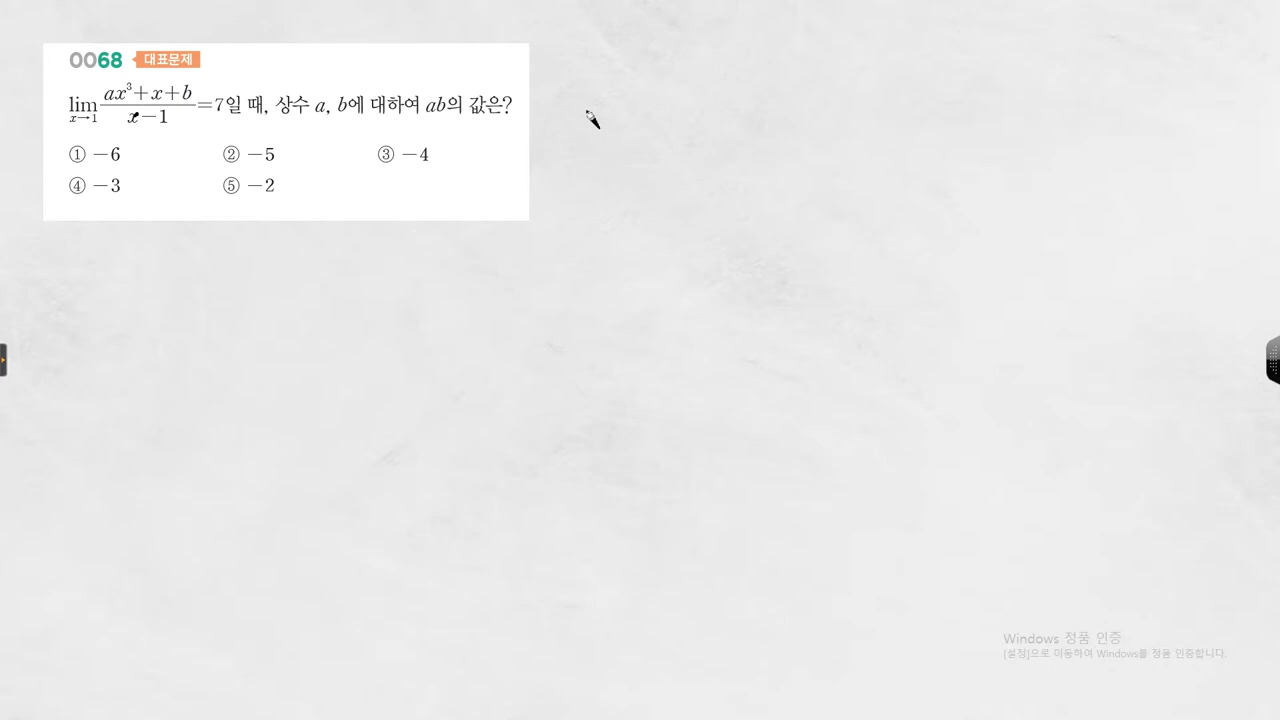 0068 대표문제
lim_{x→1} \frac{ax³+x+b}{x-1}=7일 때, 상수 a, b에 대하여 ab의 값은?
① -6 ② -5 ③ -4
④ -3 ⑤ -2
Windows 정품 인증
[설정]으로 이동하여 Windows를 정품 인증합니다.